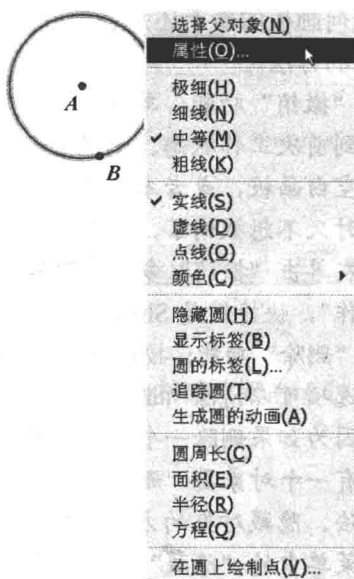 A
B
选择父对象(N)
属性(O)...
极细(H)
细线(N)
中等(M)
粗线(K)
实线(S)
虚线(D)
点线(O)
颜色(C)
隐藏圆(H)
显示标签(B)
圆的标签(L)...
追踪圆(T)
生成圆的动画(A)
圆周长(C)
面积(E)
半径(R)
方程(Q)
在圆上绘制点(V)...